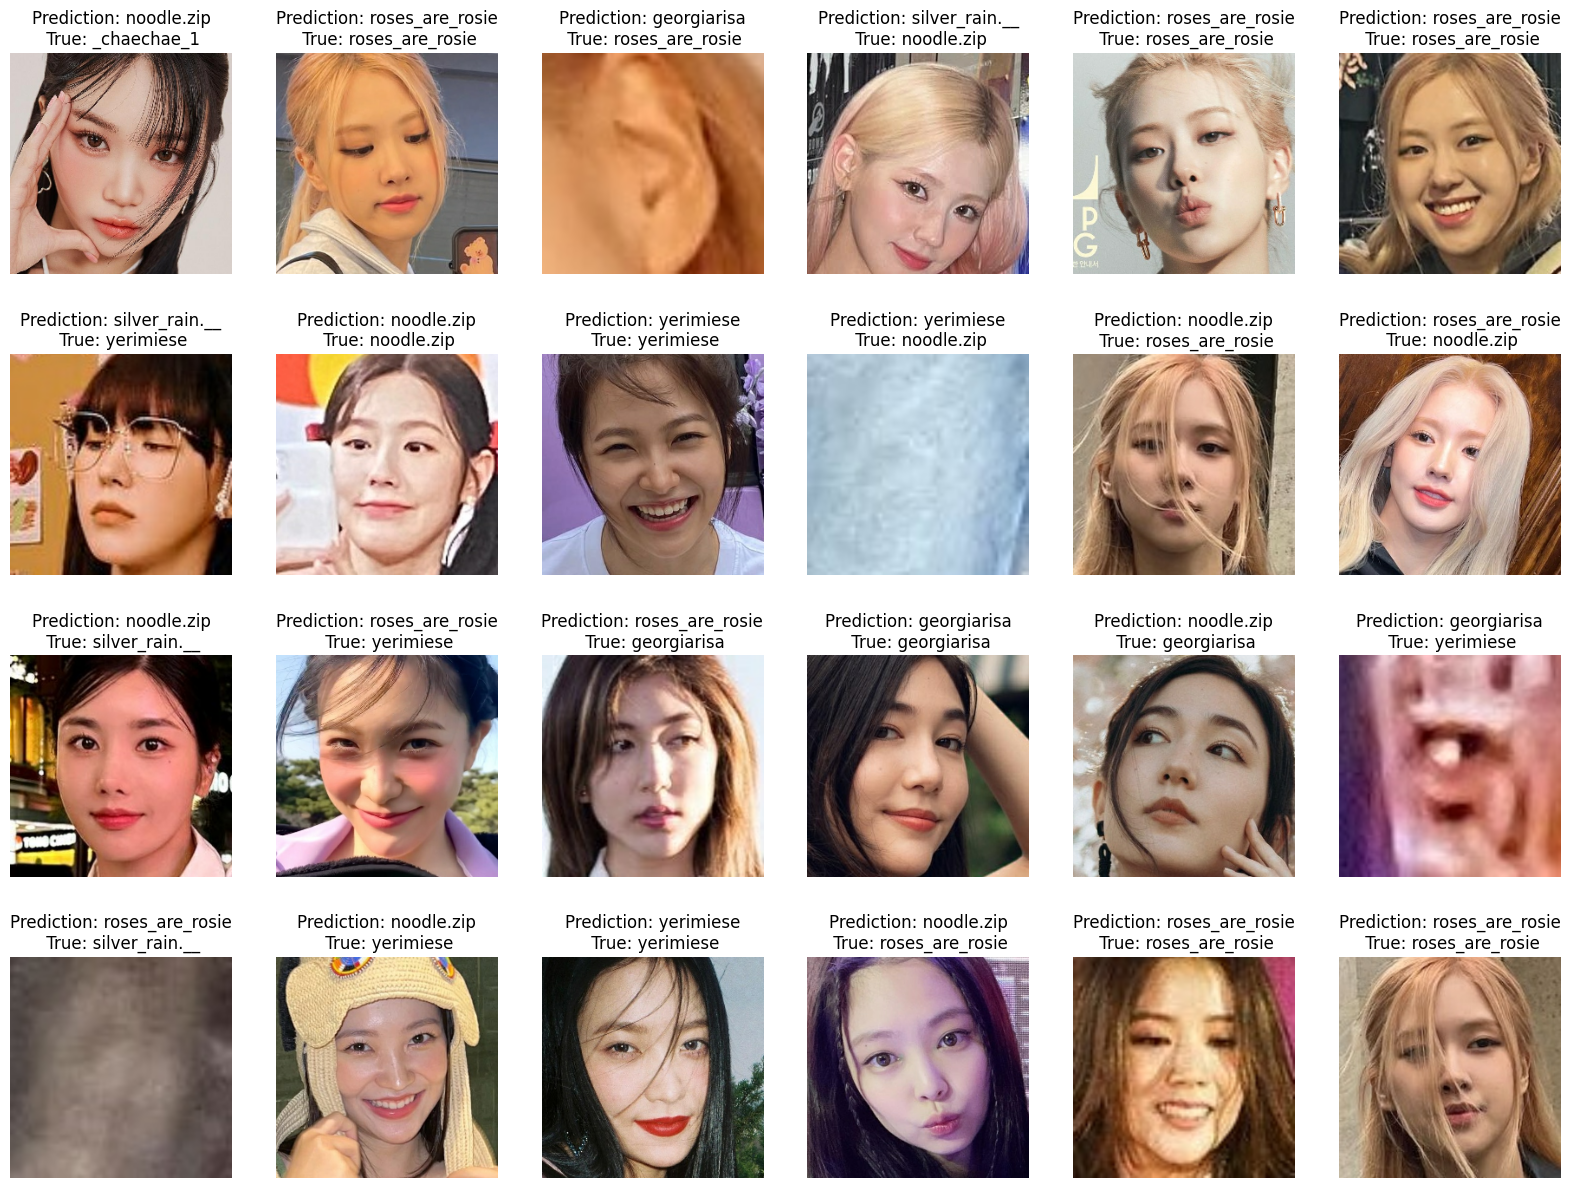 Prediction: noodle.zip
True: _chaechae_1
Prediction: roses_are_rosie
True: roses_are_rosie
Prediction: georgiarisa
True: roses_are_rosie
Prediction: silver_rain.__
True: noodle.zip
Prediction: roses_are_rosie
True: roses_are_rosie
Prediction: roses_are_rosie
True: roses_are_rosie
P
G
Prediction: silver_rain.__
True: yerimiese
Prediction: noodle.zip
True: noodle.zip
Prediction: yerimiese
True: yerimiese
Prediction: yerimiese
True: noodle.zip
Prediction: noodle.zip
True: roses_are_rosie
Prediction: roses_are_rosie
True: noodle.zip
Prediction: noodle.zip
True: silver_rain.__
Prediction: roses_are_rosie
True: yerimiese
Prediction: roses_are_rosie
True: georgiarisa
Prediction: georgiarisa
True: georgiarisa
Prediction: noodle.zip
True: georgiarisa
Prediction: georgiarisa
True: yerimiese
Prediction: roses_are_rosie
True: silver_rain.__
Prediction: noodle.zip
True: yerimiese
Prediction: yerimiese
True: yerimiese
Prediction: noodle.zip
True: roses_are_rosie
Prediction: roses_are_rosie
True: roses_are_rosie
Prediction: roses_are_rosie
True: roses_are_rosie